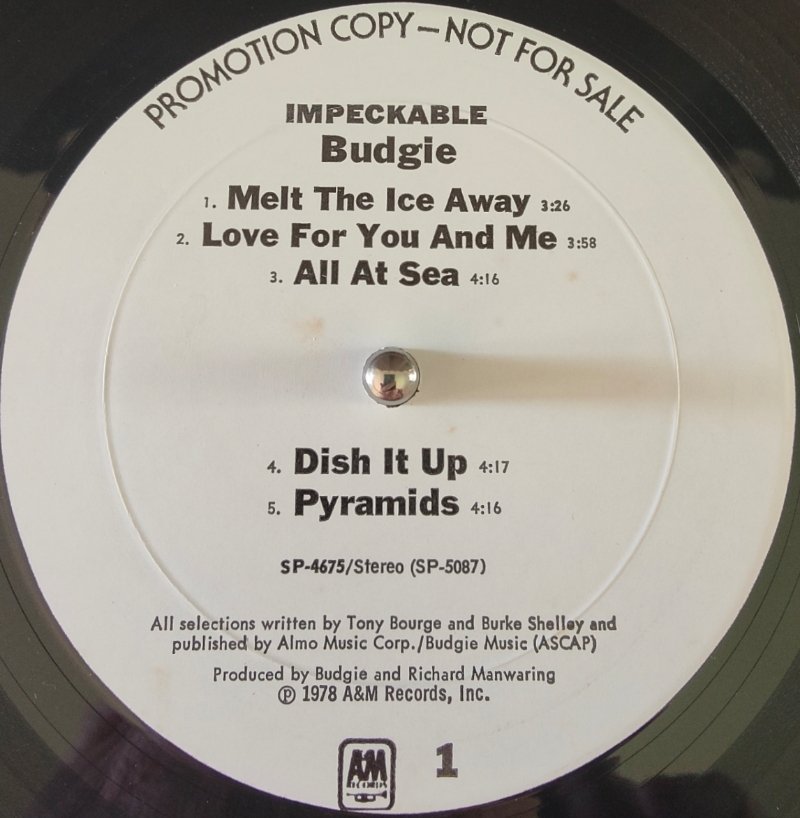 PROMOTION COPY—NOT FOR SALE
IMPECKABLE
Budgie
1. Melt The Ice Away 3:26
2. Love For You And Me 3:58
3. All At Sea 4:16
4. Dish It Up 4:17
5. Pyramids 4:16
SP-4675/Stereo (SP-5087)
All selections written by Tony Bourge and Burke Shelley and
published by Almo Music Corp./Budgie Music (ASCAP)
Produced by Budgie and Richard Manwaring
℗ 1978 A&M Records, Inc.
A&M
RECORDS
1